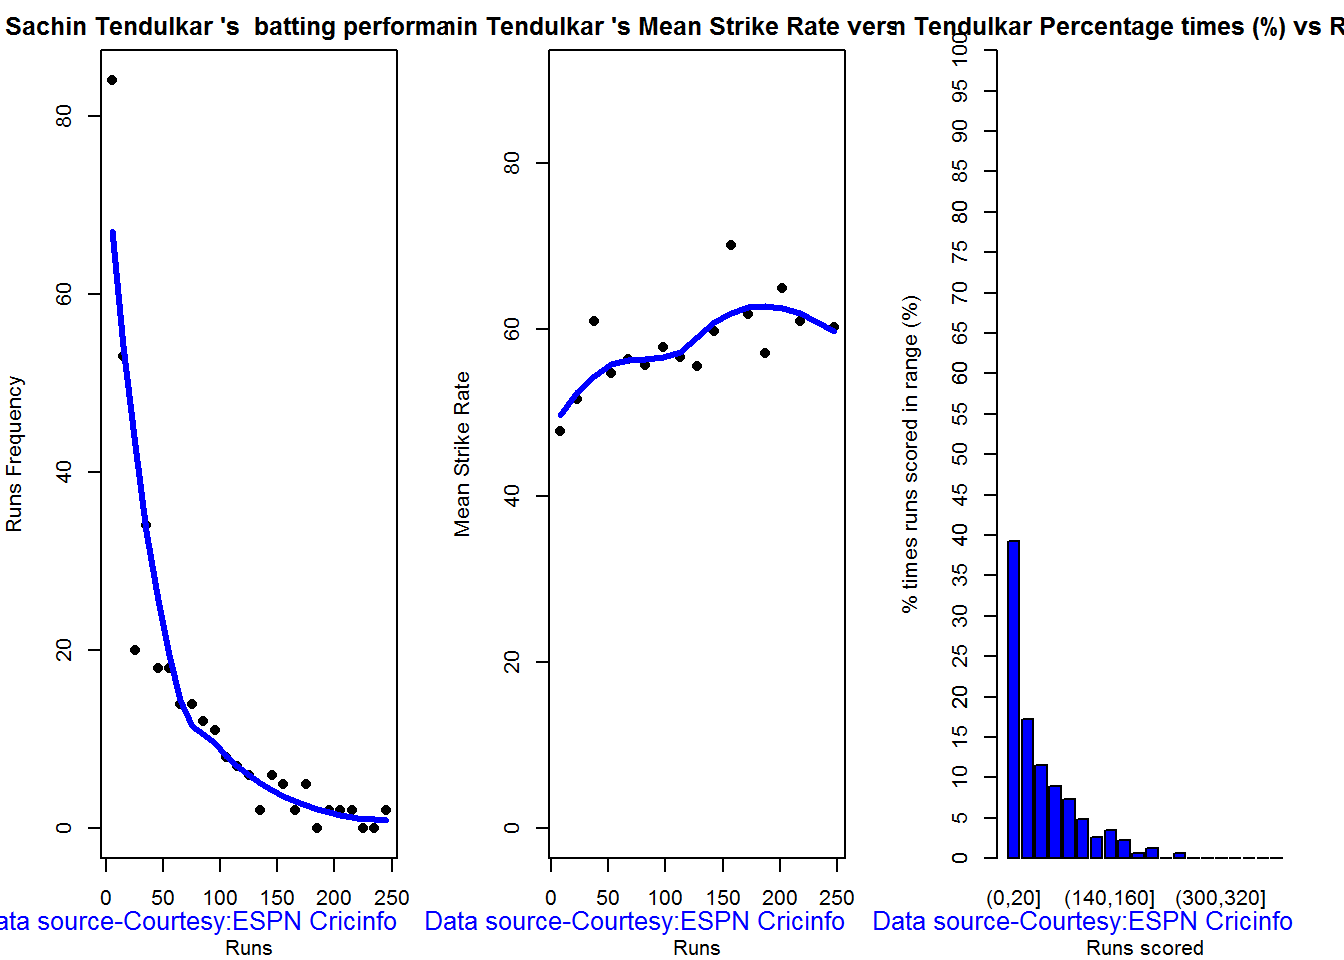 Sachin Tendulkar 's  batting performa
in Tendulkar 's Mean Strike Rate vers
n Tendulkar Percentage times (%) vs R
Runs Frequency
80
60
40
20
0
0 50 100 150 200 250
ata source-Courtesy:ESPN Cricinfo
Runs
Mean Strike Rate
80
60
40
20
0
0 50 100 150 200 250
Data source-Courtesy:ESPN Cricinfo
Runs
% times runs scored in range (%)
100
95
90
85
80
75
70
65
60
55
50
45
40
35
30
25
20
15
10
5
0
(0,20] (140,160] (300,320]
Data source-Courtesy:ESPN Cricinfo
Runs scored